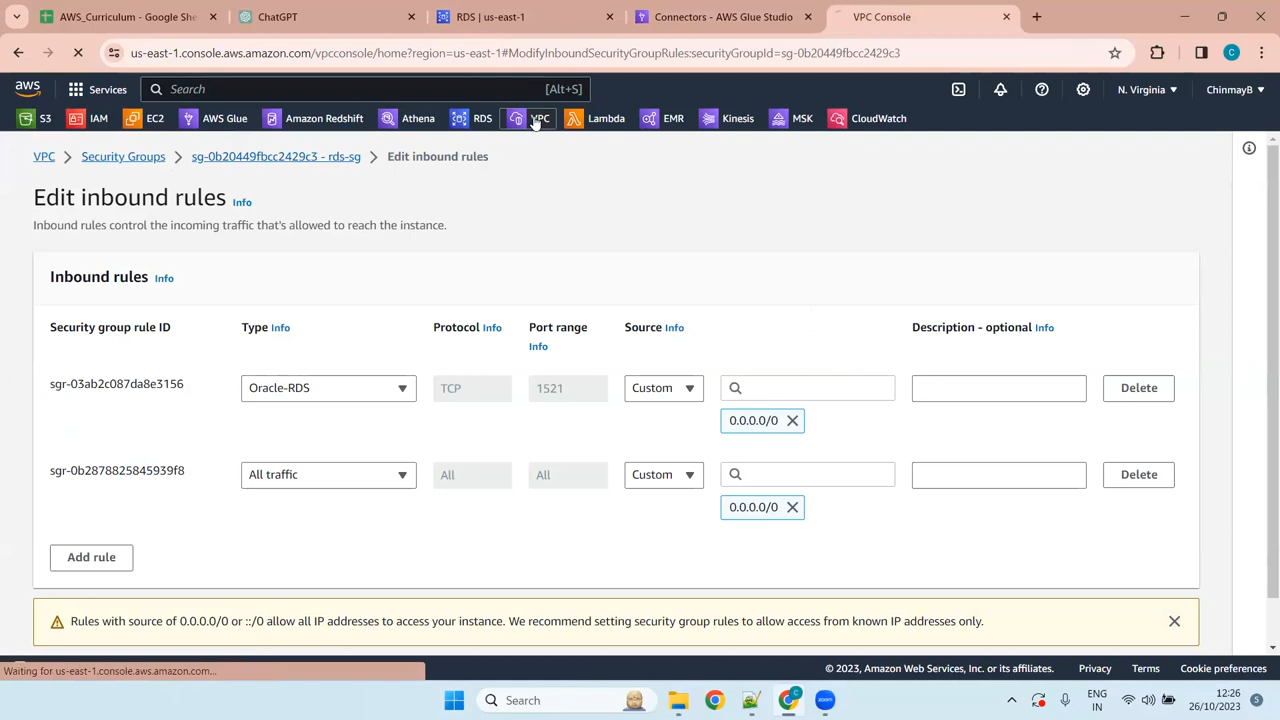 AWS_Curriculum - Google She
ChatGPT
RDS | us-east-1
Connectors - AWS Glue Studio
VPC Console
us-east-1.console.aws.amazon.com/vpcconsole/home?region=us-east-1#ModifyInboundSecurityGroupRules:securityGroupId=sg-0b20449fbcc2429c3
C
aws
Services
Search
[Alt+S]
N. Virginia
ChinmayB
S3
IAM
EC2
AWS Glue
Amazon Redshift
Athena
RDS
VPC
Lambda
EMR
Kinesis
MSK
CloudWatch
VPC > Security Groups > sg-0b20449fbcc2429c3 - rds-sg > Edit inbound rules
Edit inbound rules Info
Inbound rules control the incoming traffic that's allowed to reach the instance.
Inbound rules Info
Security group rule ID Type Info Protocol Info Port range Source Info Description - optional Info
Info
sgr-03ab2c087da8e3156 Oracle-RDS TCP 1521 Custom Delete
0.0.0.0/0
sgr-0b2878825845939f8 All traffic All All Custom Delete
0.0.0.0/0
Add rule
Rules with source of 0.0.0.0/0 or ::/0 allow all IP addresses to access your instance. We recommend setting security group rules to allow access from known IP addresses only.
Waiting for us-east-1.console.aws.amazon.com...
© 2023, Amazon Web Services, Inc. or its affiliates. Privacy Terms Cookie preferences
Search
C
zoom
ENG
IN
12:26
26/10/2023
5